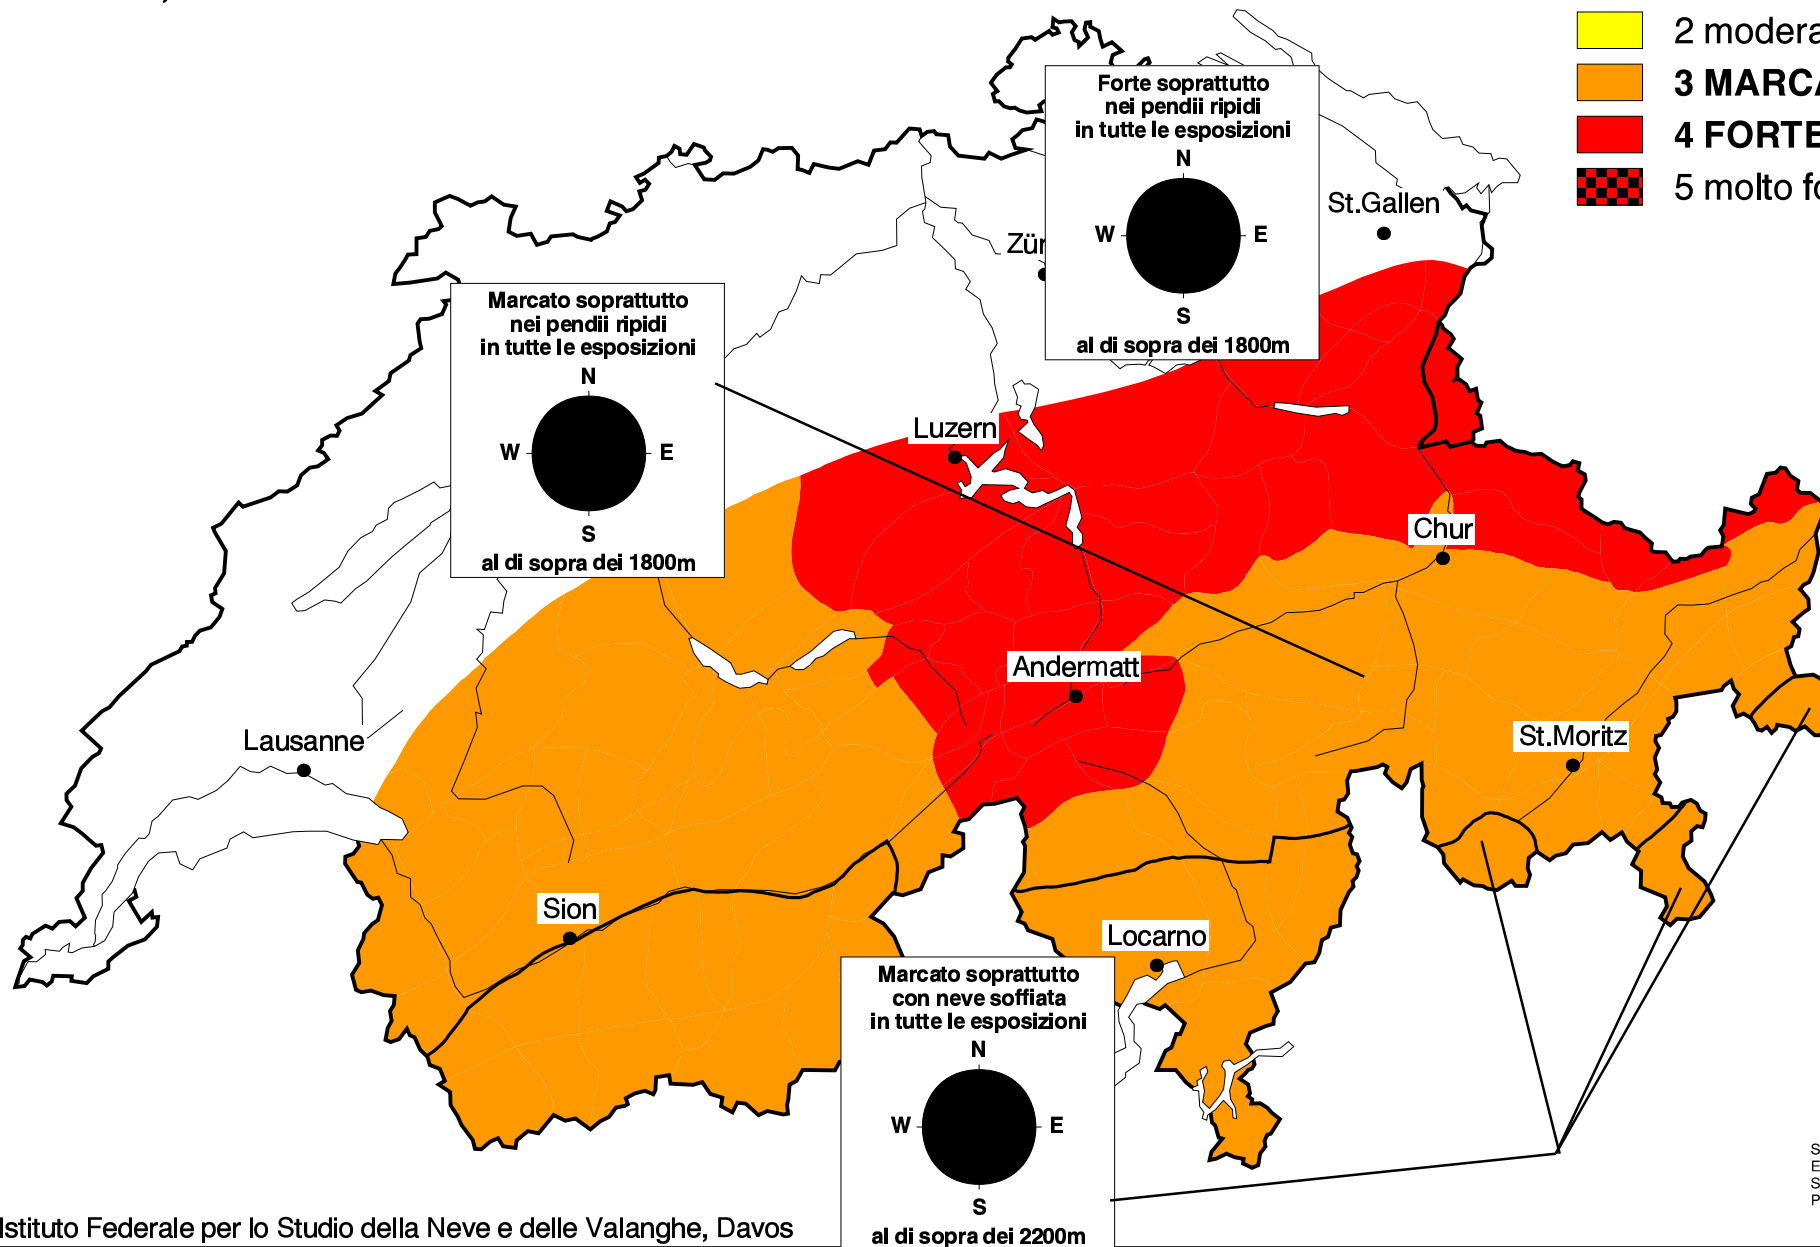 2 modera
3 MARCA
4 FORTE
5 molto fo
Forte soprattutto
nei pendii ripidi
in tutte le esposizioni
N
W E
S
al di sopra dei 1800m
St.Gallen
Zür
Marcato soprattutto
nei pendii ripidi
in tutte le esposizioni
N
W E
S
al di sopra dei 1800m
Luzern
Chur
Andermatt
Lausanne
St.Moritz
Sion
Locarno
Marcato soprattutto
con neve soffiata
in tutte le esposizioni
N
W E
S
al di sopra dei 2200m
S
E
S
P
Istituto Federale per lo Studio della Neve e delle Valanghe, Davos